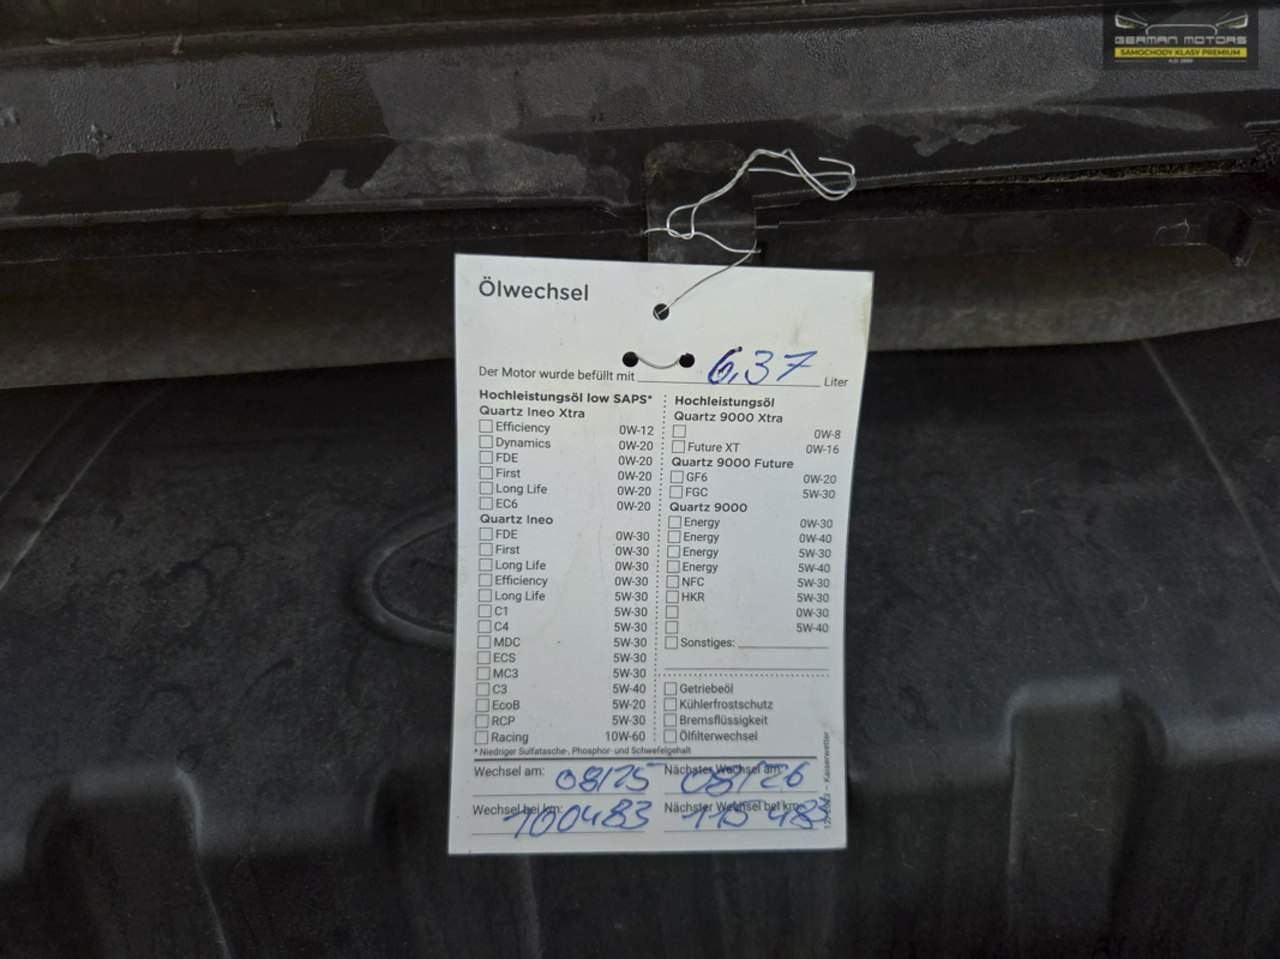 GERMAN MOTORS
SAMOCHODY KLASY PREMIUM
Ölwechsel
Der Motor wurde befüllt mit 6,37 Liter
Hochleistungsöl low SAPS*
Quartz Ineo Xtra
Efficiency 0W-12
Dynamics 0W-20
FDE 0W-20
First 0W-20
Long Life 0W-20
EC6 0W-20
Quartz Ineo
FDE 0W-30
First 0W-30
Long Life 0W-30
Efficiency 0W-30
Long Life 5W-30
C1 5W-30
C4 5W-30
MDC 5W-30
ECS 5W-30
MC3 5W-30
C3 5W-40
EcoB 5W-20
RCP 5W-30
Racing 10W-60
* Niedriger Sulfatasche-, Phosphor- und Schwefelgehalt
Hochleistungsöl
Quartz 9000 Xtra
0W-8
Future XT 0W-16
Quartz 9000 Future
GF6 0W-20
FGC 5W-30
Quartz 9000
Energy 0W-30
Energy 0W-40
Energy 5W-30
Energy 5W-40
NFC 5W-30
HKR 5W-30
0W-30
5W-40
Sonstiges:
Getriebeöl
Kühlerfrostschutz
Bremsflüssigkeit
Ölfilterwechsel
Wechsel am: 08/25 Nächster Wechsel am: 08/26
Wechsel bei km: 100483 Nächster Wechsel bei km: 115483
Kaiserwetter